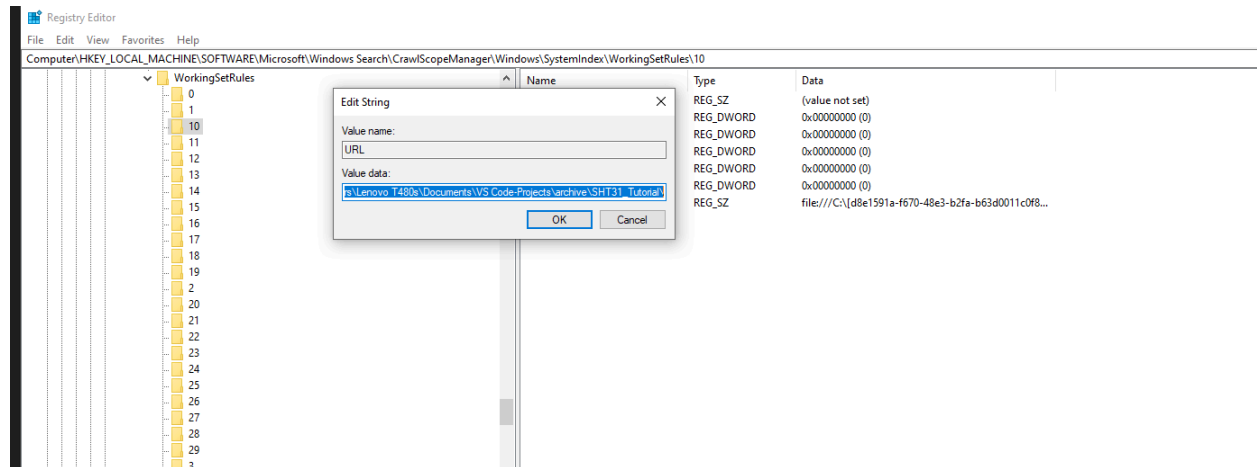 Registry Editor
File Edit View Favorites Help
Computer\HKEY_LOCAL_MACHINE\SOFTWARE\Microsoft\Windows Search\CrawlScopeManager\Windows\SystemIndex\WorkingSetRules\10
WorkingSetRules
0
1
10
11
12
13
14
15
16
17
18
19
2
20
21
22
23
24
25
26
27
28
29
3
Name Type Data
REG_SZ (value not set)
REG_DWORD 0x00000000 (0)
REG_DWORD 0x00000000 (0)
REG_DWORD 0x00000000 (0)
REG_DWORD 0x00000000 (0)
REG_DWORD 0x00000000 (0)
REG_SZ file:///C:\[d8e1591a-f670-48e3-b2fa-b63d0011c0f8...
Edit String
Value name:
URL
Value data:
rs\Lenovo T480s\Documents\VS Code-Projects\archive\SHT31_Tutorial\
OK Cancel